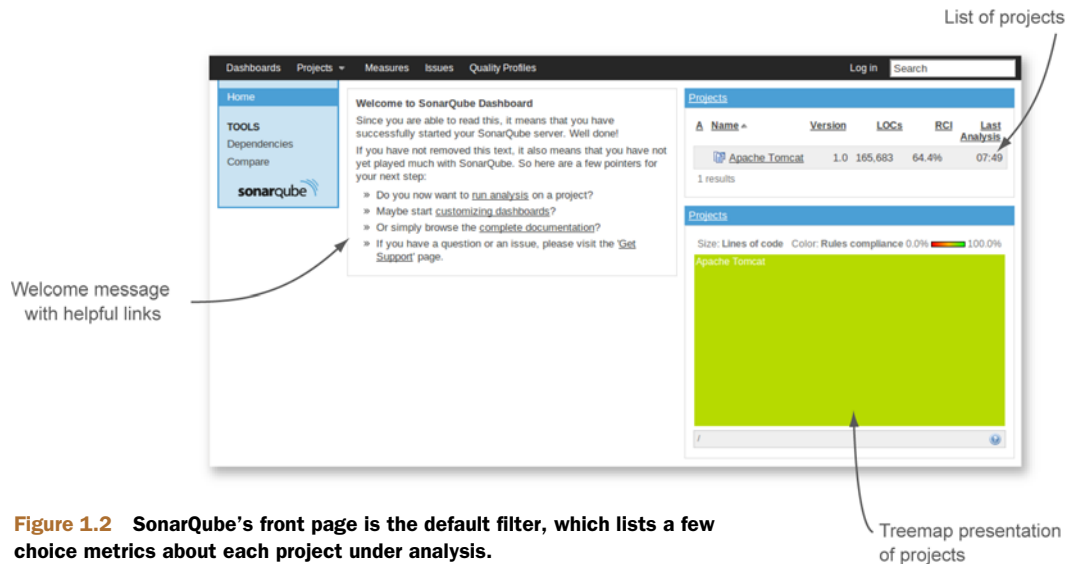 List of projects
Dashboards Projects Measures Issues Quality Profiles Log in Search
Home
TOOLS
Dependencies
Compare
sonarqube
Welcome to SonarQube Dashboard
Since you are able to read this, it means that you have
successfully started your SonarQube server. Well done!
If you have not removed this text, it also means that you have not
yet played much with SonarQube. So here are a few pointers for
your next step:
» Do you now want to run analysis on a project?
» Maybe start customizing dashboards?
» Or simply browse the complete documentation?
» If you have a question or an issue, please visit the 'Get
Support' page.
Projects
A Name Version LOCs RCI Last
Analysis
Apache Tomcat 1.0 165,683 64.4% 07:49
1 results
Projects
Size: Lines of code Color: Rules compliance 0.0% 100.0%
Apache Tomcat
/
Welcome message
with helpful links
Treemap presentation
of projects
Figure 1.2 SonarQube's front page is the default filter, which lists a few
choice metrics about each project under analysis.